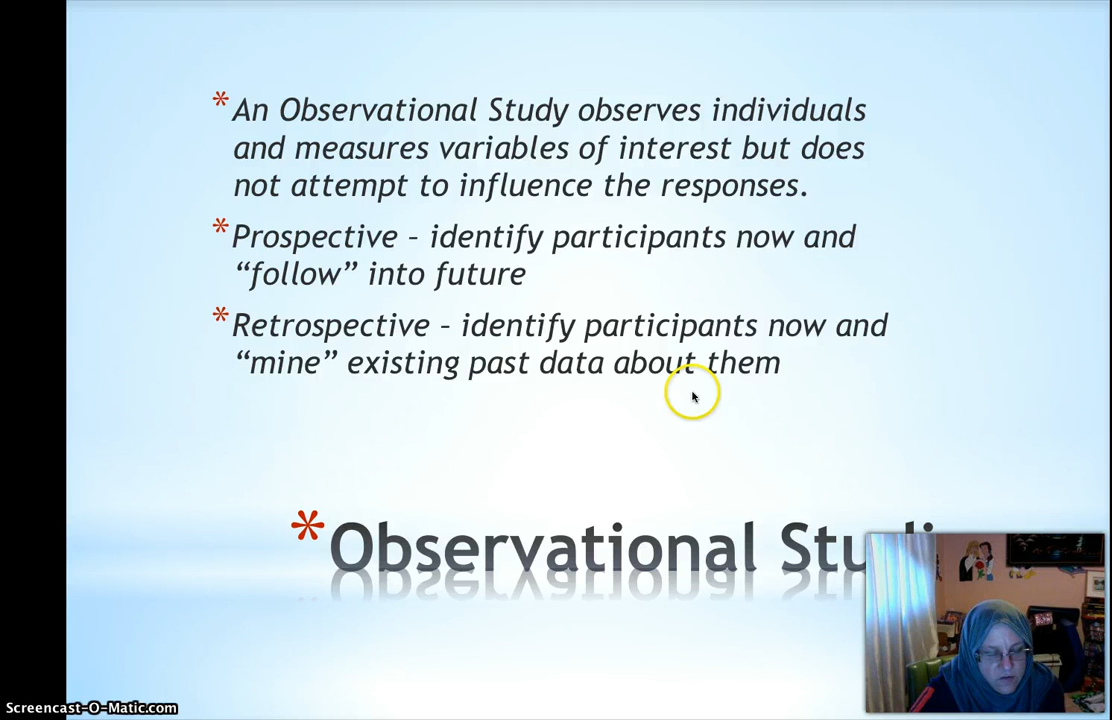 * An Observational Study observes individuals
and measures variables of interest but does
not attempt to influence the responses.
* Prospective – identify participants now and
“follow” into future
* Retrospective – identify participants now and
“mine” existing past data about them
* Observational
Screencast-O-Matic.com